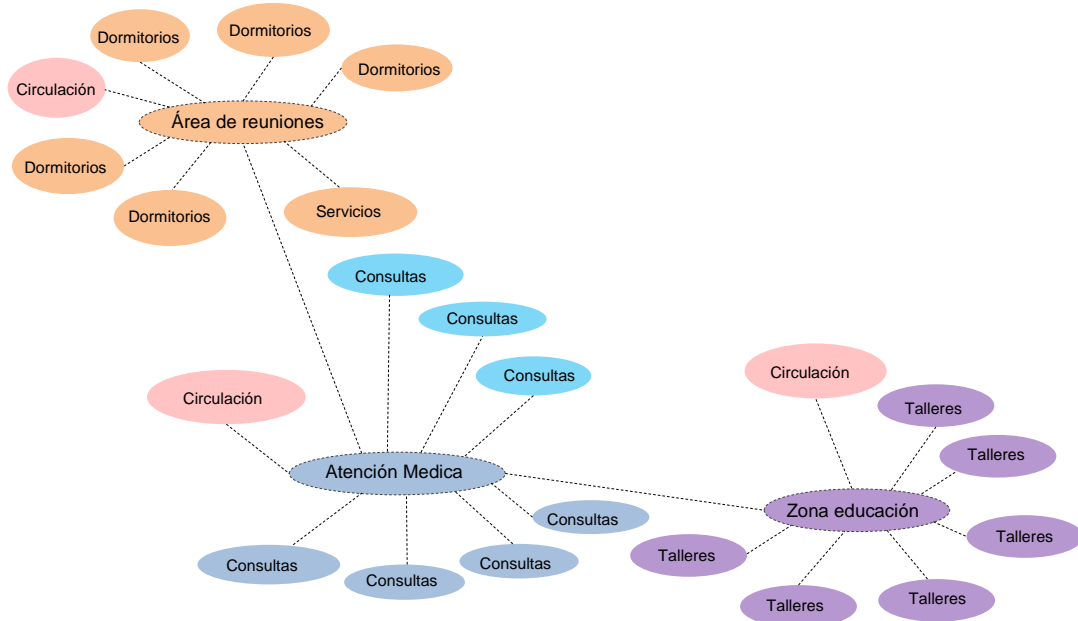 Dormitorios
Dormitorios
Dormitorios
Circulación
Área de reuniones
Dormitorios
Dormitorios
Servicios
Consultas
Consultas
Consultas
Circulación
Circulación
Talleres
Talleres
Atención Medica
Zona educación
Consultas
Talleres
Talleres
Consultas
Consultas
Consultas
Talleres
Talleres